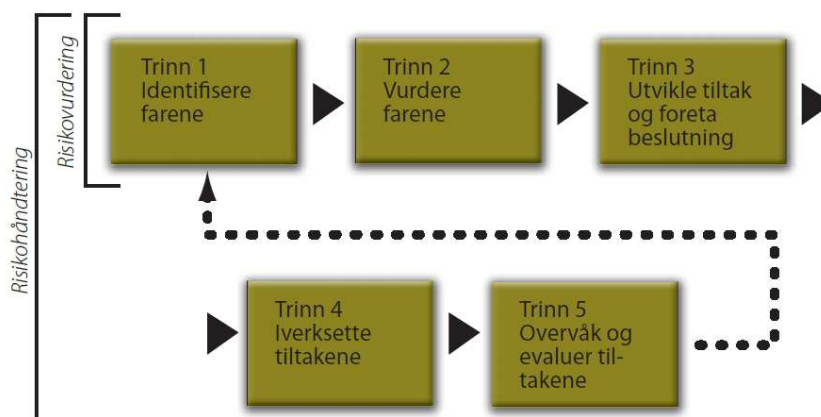 Risikohåndtering
Risikovurdering
Trinn 1
Identifisere
farene
Trinn 2
Vurdere
farene
Trinn 3
Utvikle tiltak
og foreta
beslutning
Trinn 4
Iverksette
tiltakene
Trinn 5
Overvåk og
evaluer til-
takene